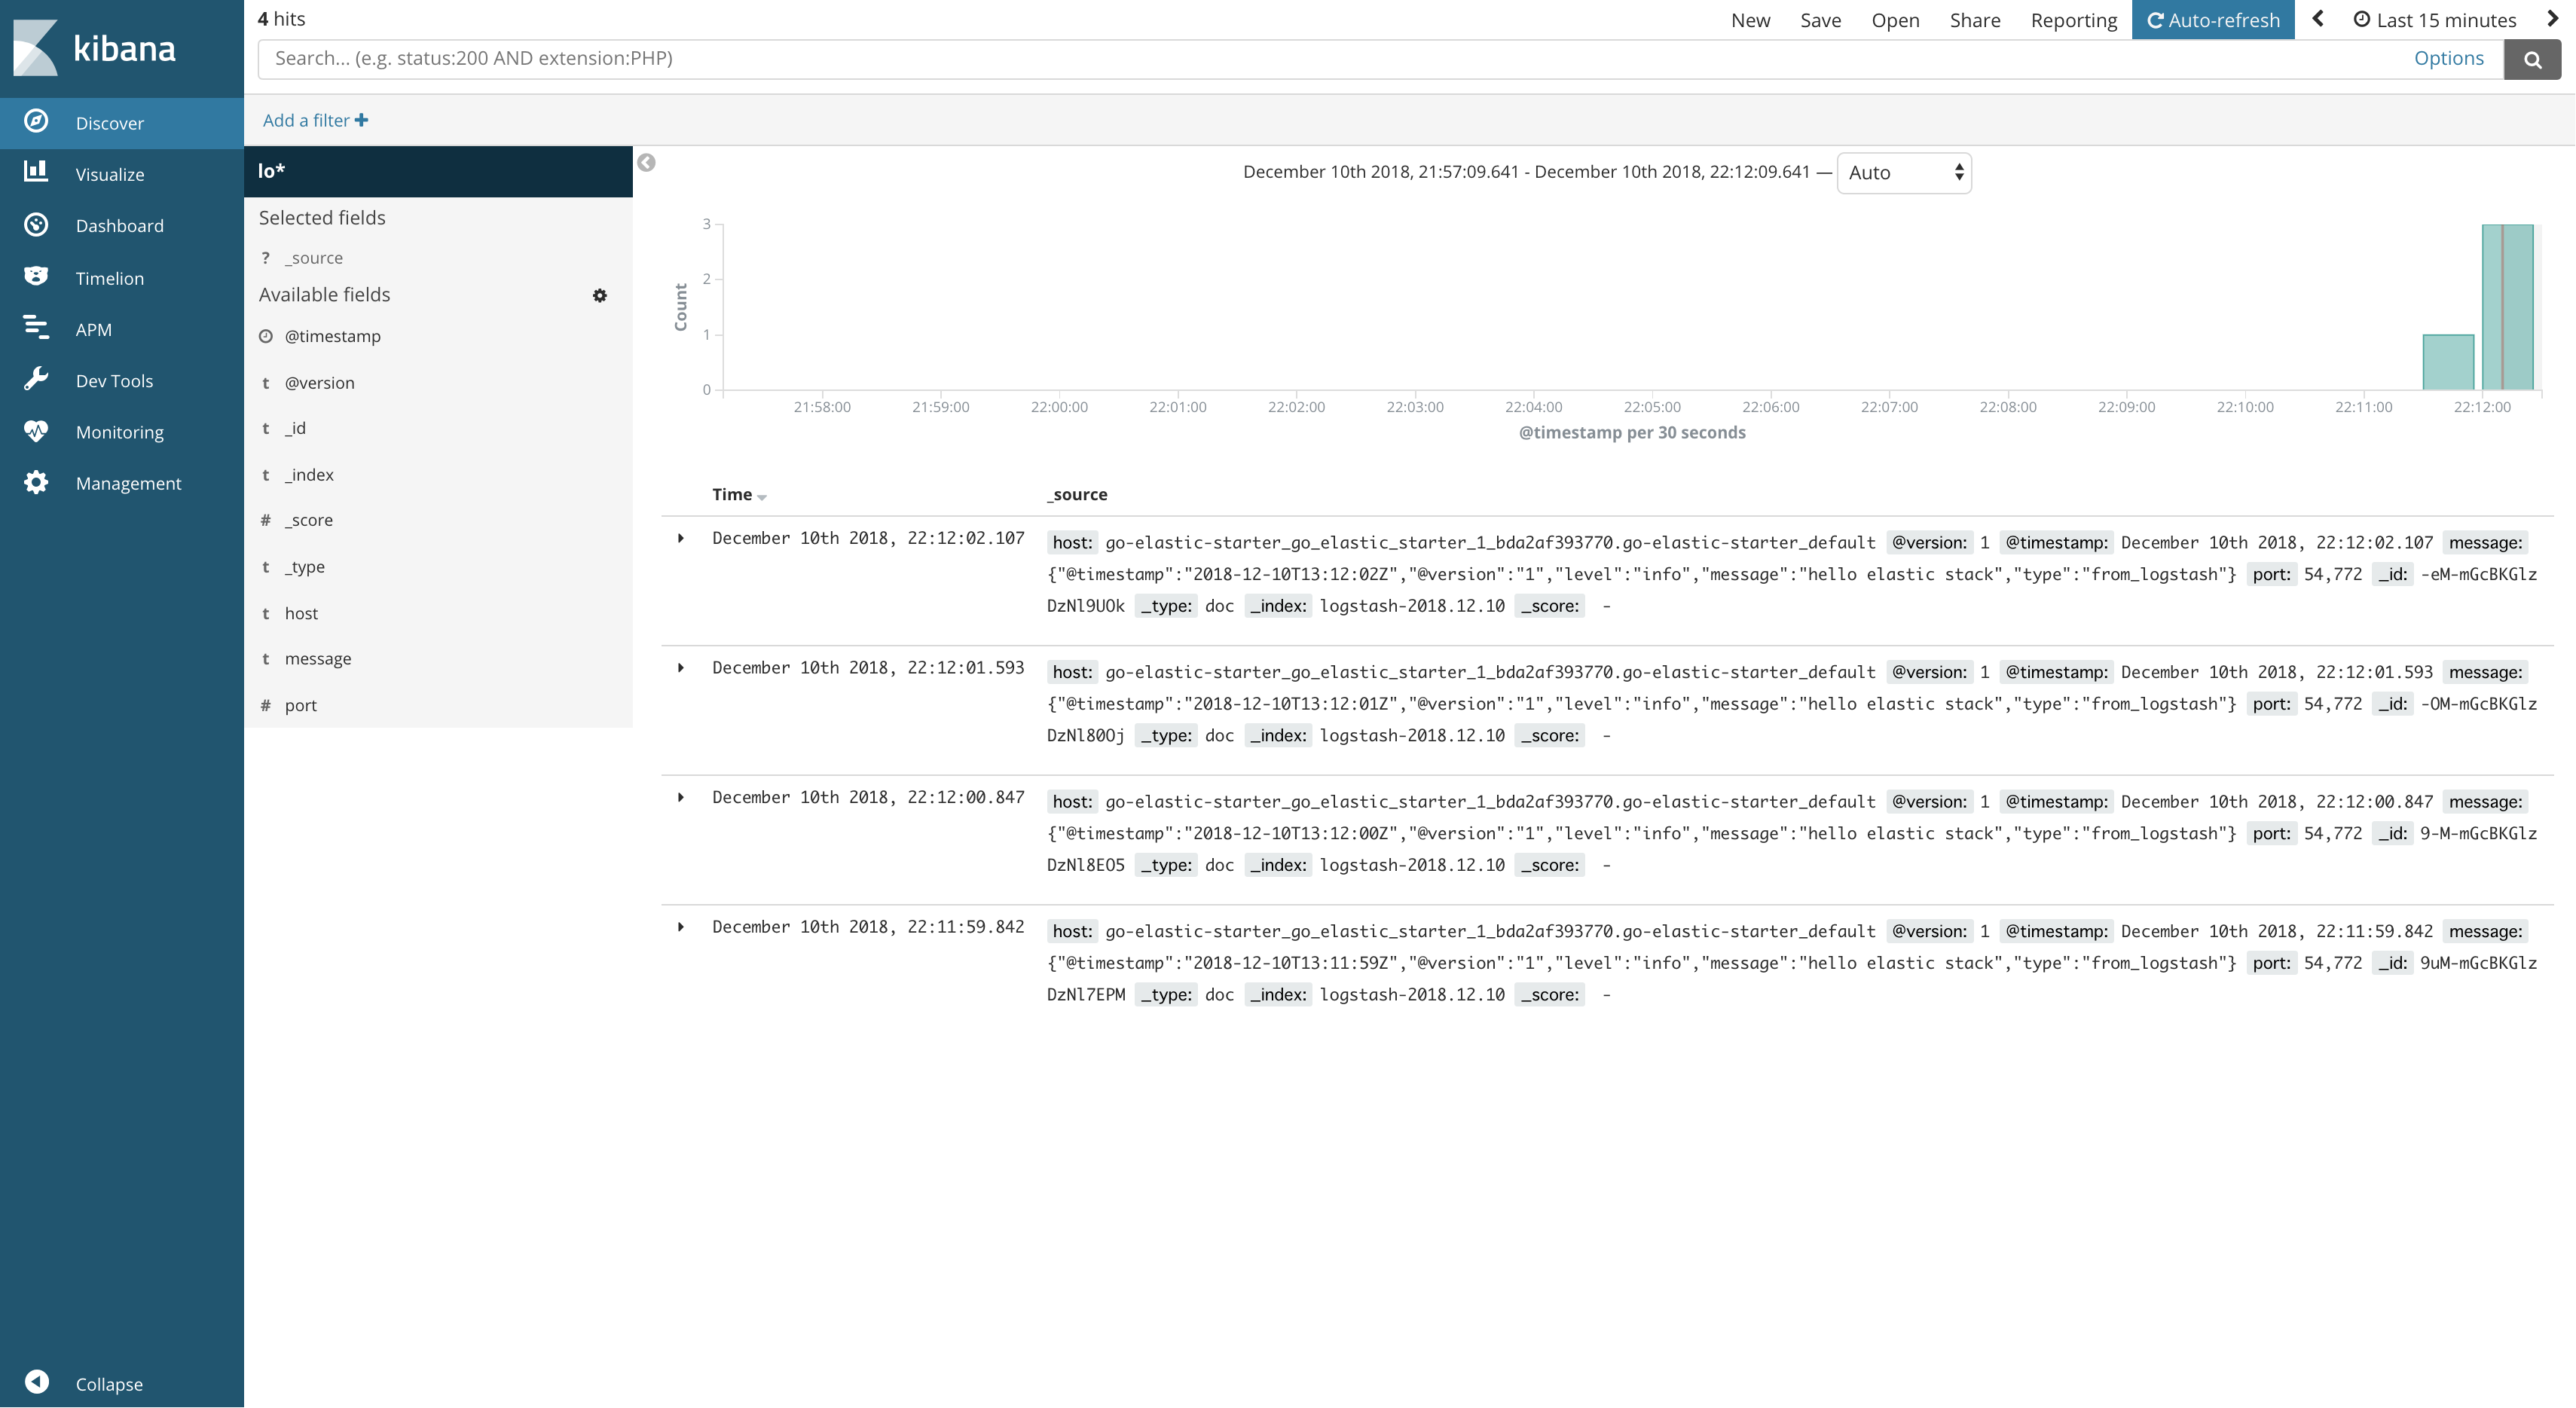 kibana
Discover
Visualize
Dashboard
Timelion
APM
Dev Tools
Monitoring
Management
Collapse
4 hits
New Save Open Share Reporting Auto-refresh Last 15 minutes
Search... (e.g. status:200 AND extension:PHP) Options
Add a filter
lo*
Selected fields
? _source
Available fields
@timestamp
t @version
t _id
t _index
# _score
t _type
t host
t message
# port
December 10th 2018, 21:57:09.641 - December 10th 2018, 22:12:09.641 — Auto
Count
3
2
1
0
21:58:00 21:59:00 22:00:00 22:01:00 22:02:00 22:03:00 22:04:00 22:05:00 22:06:00 22:07:00 22:08:00 22:09:00 22:10:00 22:11:00 22:12:00
@timestamp per 30 seconds
Time _source
December 10th 2018, 22:12:02.107 host: go-elastic-starter_go_elastic_starter_1_bda2af393770.go-elastic-starter_default @version: 1 @timestamp: December 10th 2018, 22:12:02.107 message:
{"@timestamp":"2018-12-10T13:12:02Z","@version":"1","level":"info","message":"hello elastic stack","type":"from_logstash"} port: 54,772 _id: -eM-mGcBKGlz
DzNl9UOk _type: doc _index: logstash-2018.12.10 _score: -
December 10th 2018, 22:12:01.593 host: go-elastic-starter_go_elastic_starter_1_bda2af393770.go-elastic-starter_default @version: 1 @timestamp: December 10th 2018, 22:12:01.593 message:
{"@timestamp":"2018-12-10T13:12:01Z","@version":"1","level":"info","message":"hello elastic stack","type":"from_logstash"} port: 54,772 _id: -OM-mGcBKGlz
DzNl80Oj _type: doc _index: logstash-2018.12.10 _score: -
December 10th 2018, 22:12:00.847 host: go-elastic-starter_go_elastic_starter_1_bda2af393770.go-elastic-starter_default @version: 1 @timestamp: December 10th 2018, 22:12:00.847 message:
{"@timestamp":"2018-12-10T13:12:00Z","@version":"1","level":"info","message":"hello elastic stack","type":"from_logstash"} port: 54,772 _id: 9-M-mGcBKGlz
DzNl8EO5 _type: doc _index: logstash-2018.12.10 _score: -
December 10th 2018, 22:11:59.842 host: go-elastic-starter_go_elastic_starter_1_bda2af393770.go-elastic-starter_default @version: 1 @timestamp: December 10th 2018, 22:11:59.842 message:
{"@timestamp":"2018-12-10T13:11:59Z","@version":"1","level":"info","message":"hello elastic stack","type":"from_logstash"} port: 54,772 _id: 9uM-mGcBKGlz
DzNl7EPM _type: doc _index: logstash-2018.12.10 _score: -